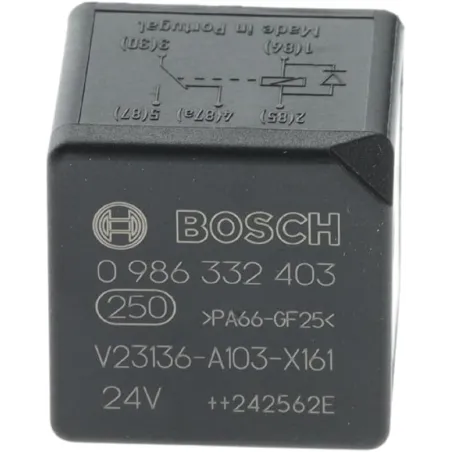 Made in Portugal
1(86)
3(30)
2(85)
4(87a)
5(87)
BOSCH
0 986 332 403
250 >PA66-GF25<
V23136-A103-X161
24V ++242562E